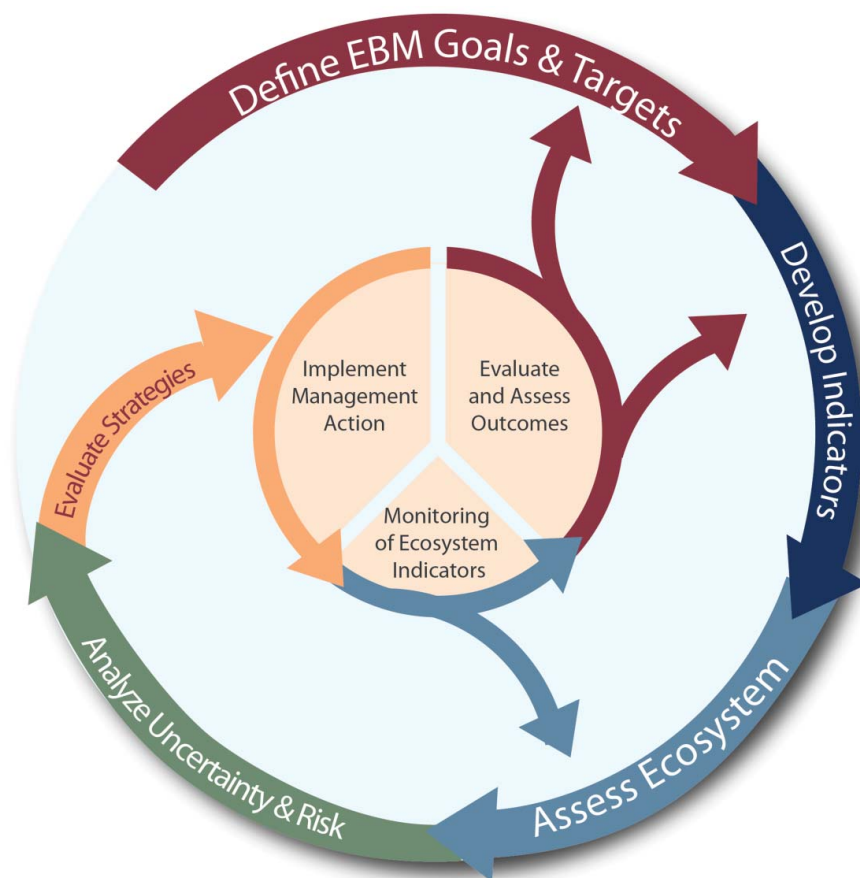 Define EBM Goals & Targets
Develop Indicators
Assess Ecosystem
Analyze Uncertainty & Risk
Evaluate Strategies
Implement
Management
Action
Evaluate
and Assess
Outcomes
Monitoring
of Ecosystem
Indicators